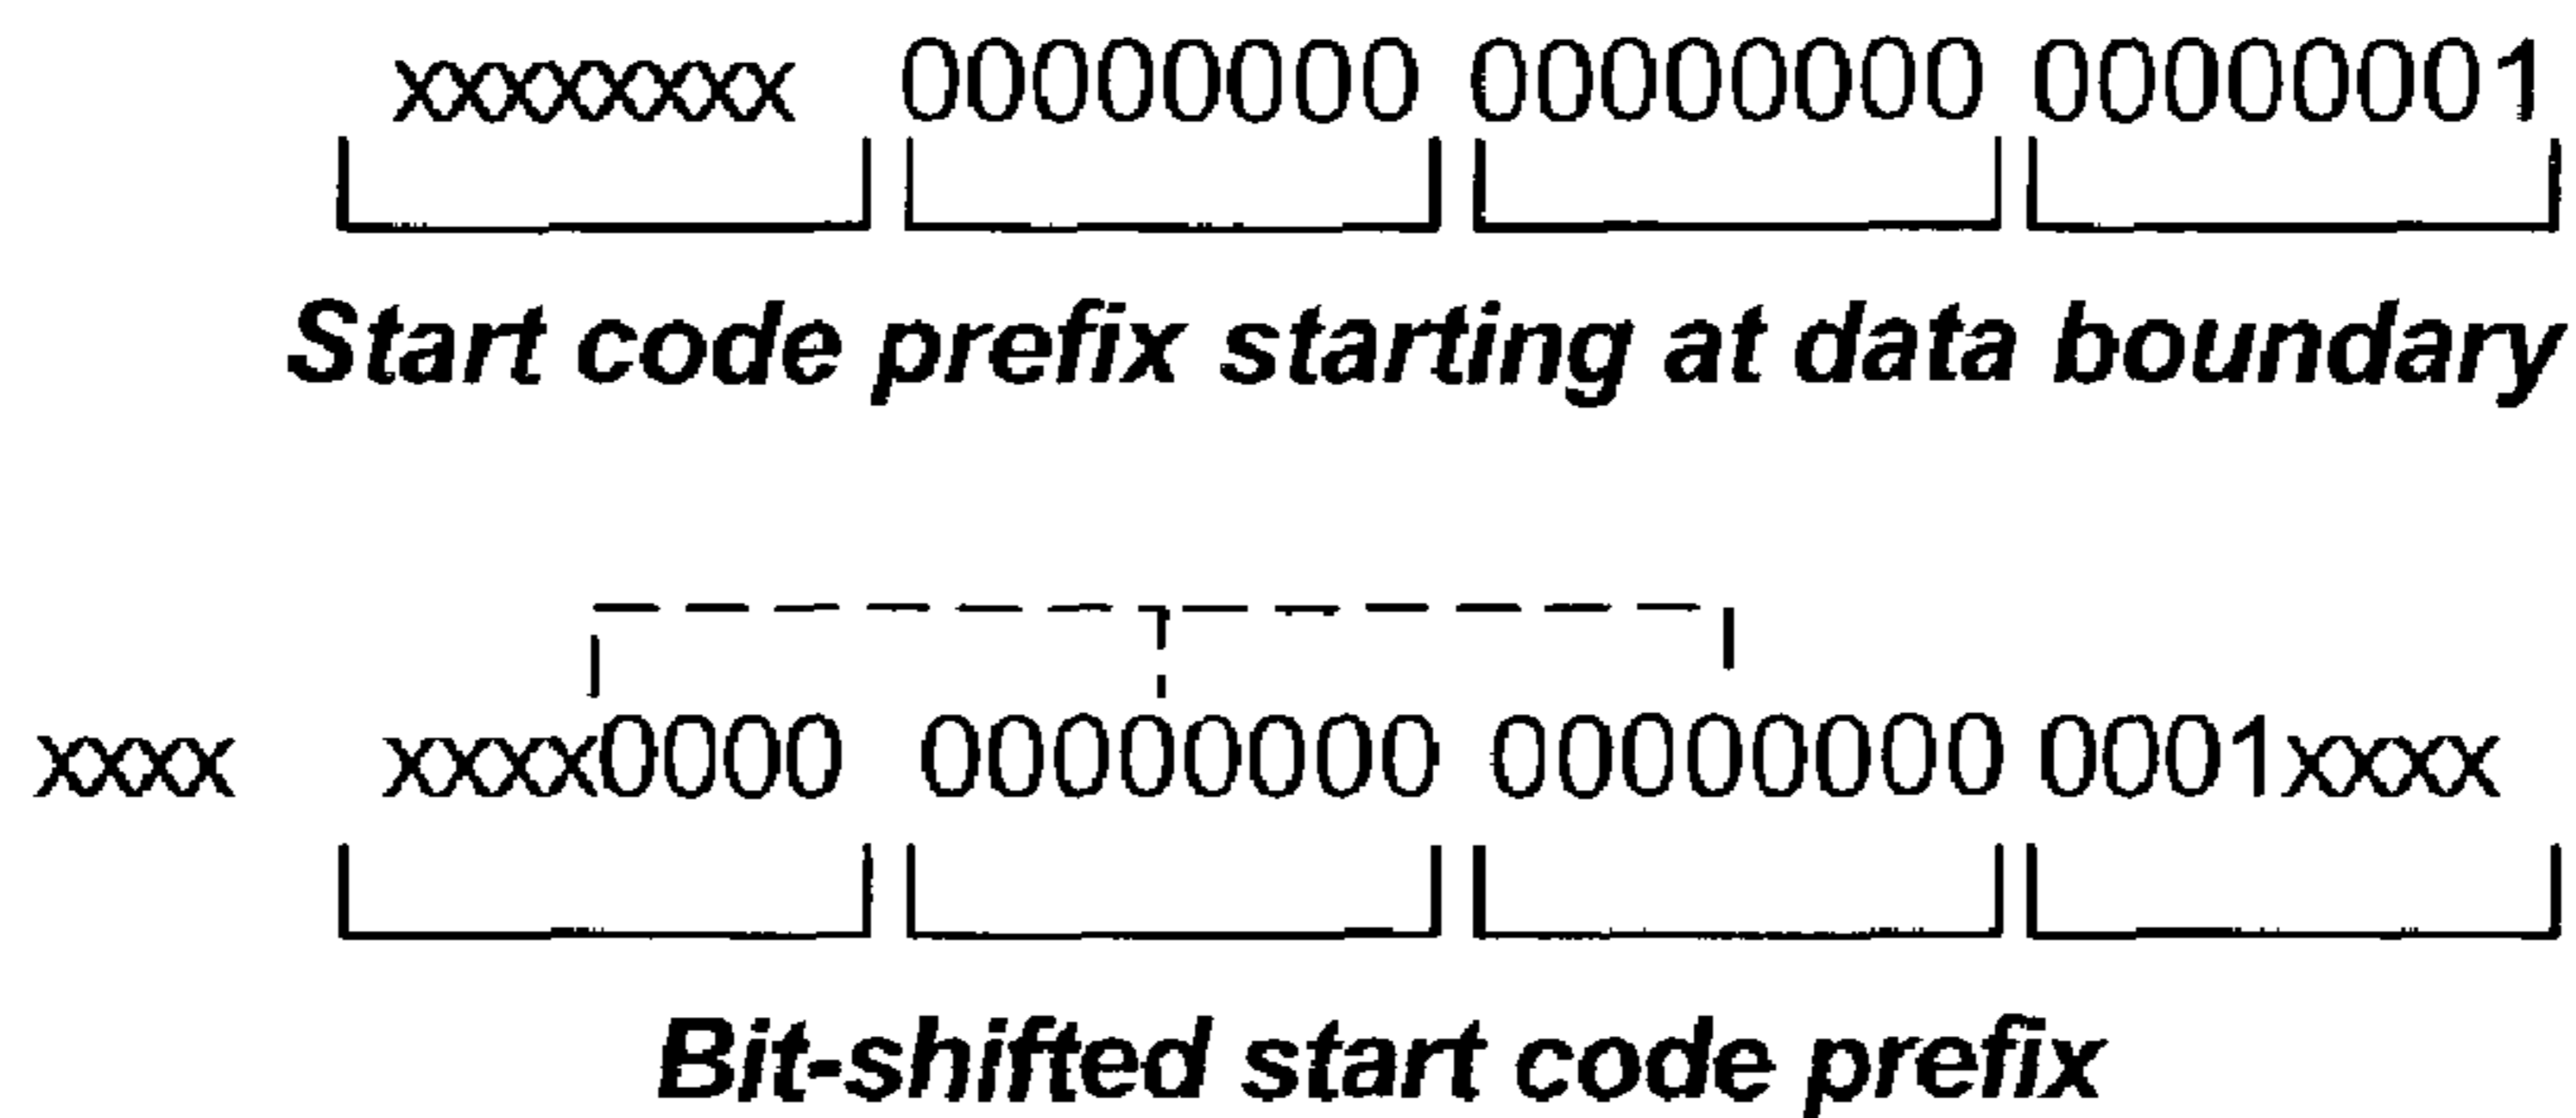 xxxxxxxx 00000000 00000000 00000001
Start code prefix starting at data boundary
xxxx xxxx0000 00000000 00000000 0001xxxx
Bit-shifted start code prefix